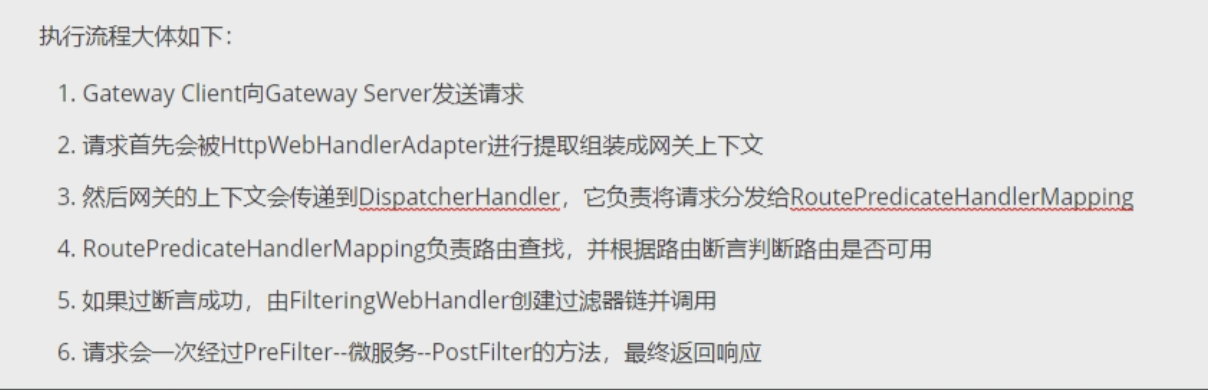 执行流程大体如下：
1. Gateway Client向Gateway Server发送请求
2. 请求首先会被HttpWebHandlerAdapter进行提取组装成网关上下文
3. 然后网关的上下文会传递到DispatcherHandler，它负责将请求分发给RoutePredicateHandlerMapping
4. RoutePredicateHandlerMapping负责路由查找，并根据路由断言判断路由是否可用
5. 如果过断言成功，由FilteringWebHandler创建过滤器链并调用
6. 请求会一次经过PreFilter--微服务--PostFilter的方法，最终返回响应